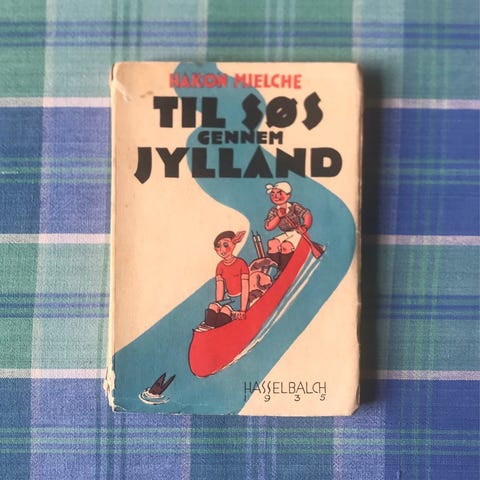 HAKON MIELCHE
TIL SØS
GENNEM
JYLLAND
HASSELBALCH
1935